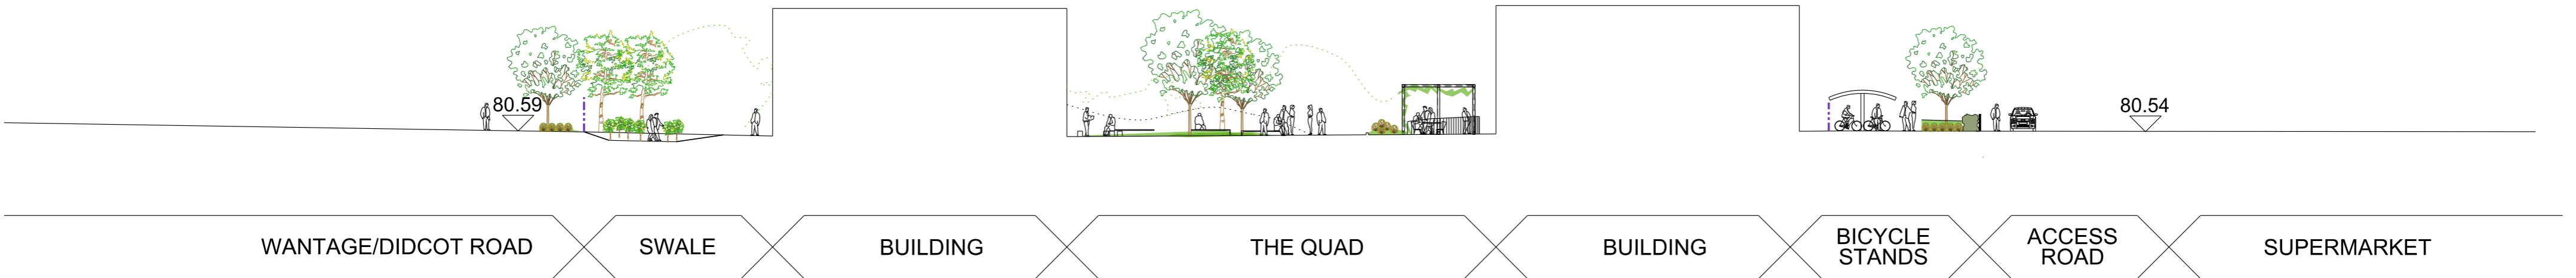 80.59
80.54
WANTAGE/DIDCOT ROAD
SWALE
BUILDING
THE QUAD
BUILDING
BICYCLE
STANDS
ACCESS
ROAD
SUPERMARKET